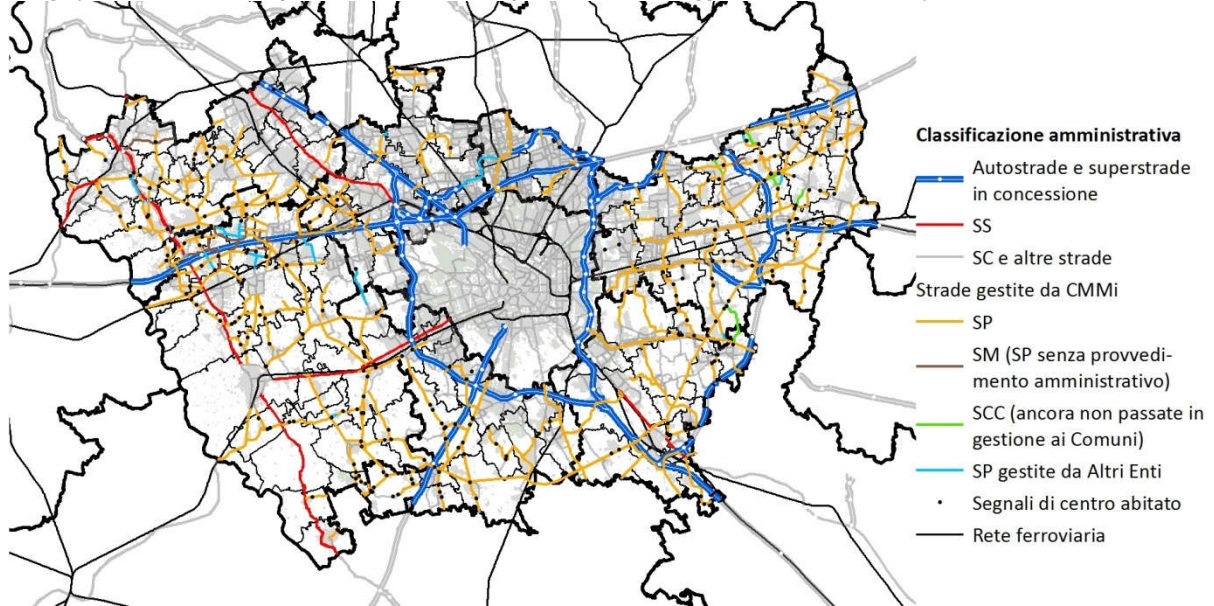 Classificazione amministrativa
Autostrade e superstrade
in concessione
SS
SC e altre strade
Strade gestite da CMMi
SP
SM (SP senza provvedi-
mento amministrativo)
SCC (ancora non passate in
gestione ai Comuni)
SP gestite da Altri Enti
Segnali di centro abitato
Rete ferroviaria